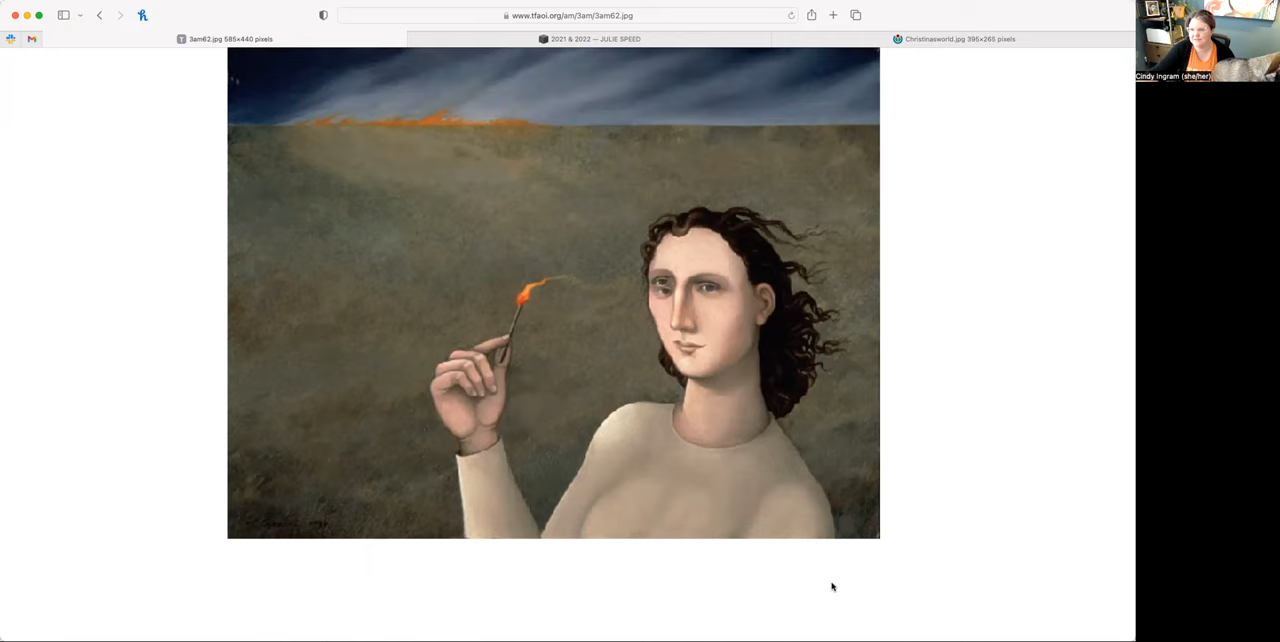 www.tfaoi.org/am/3am/3am62.jpg
3am62.jpg 585×440 pixels
2021 & 2022 — JULIE SPEED
Christinasworld.jpg 395×265 pixels
Cindy Ingram (she/her)